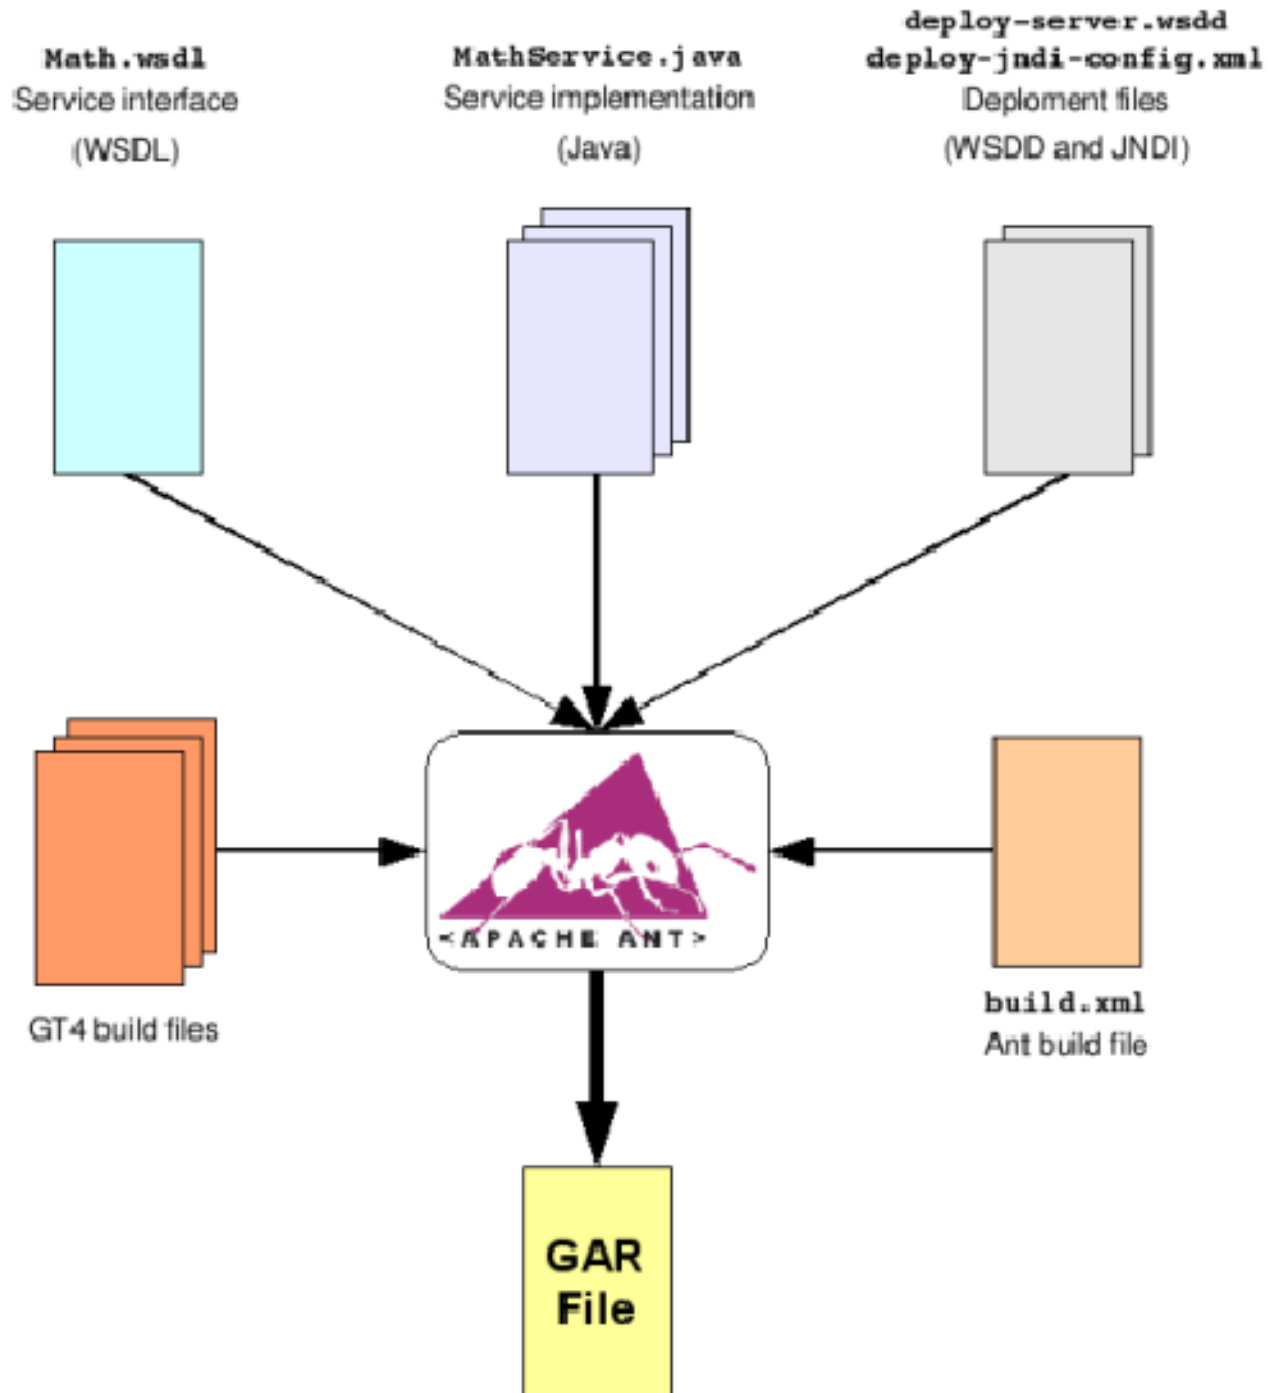 Math.wsdl
Service interface
(WSDL)
MathService.java
Service implementation
(Java)
deploy-server.wsdd
deploy-jndi-config.xml
Deploment files
(WSDD and JNDI)
<APACHE ANT>
GT4 build files
build.xml
Ant build file
GAR
File